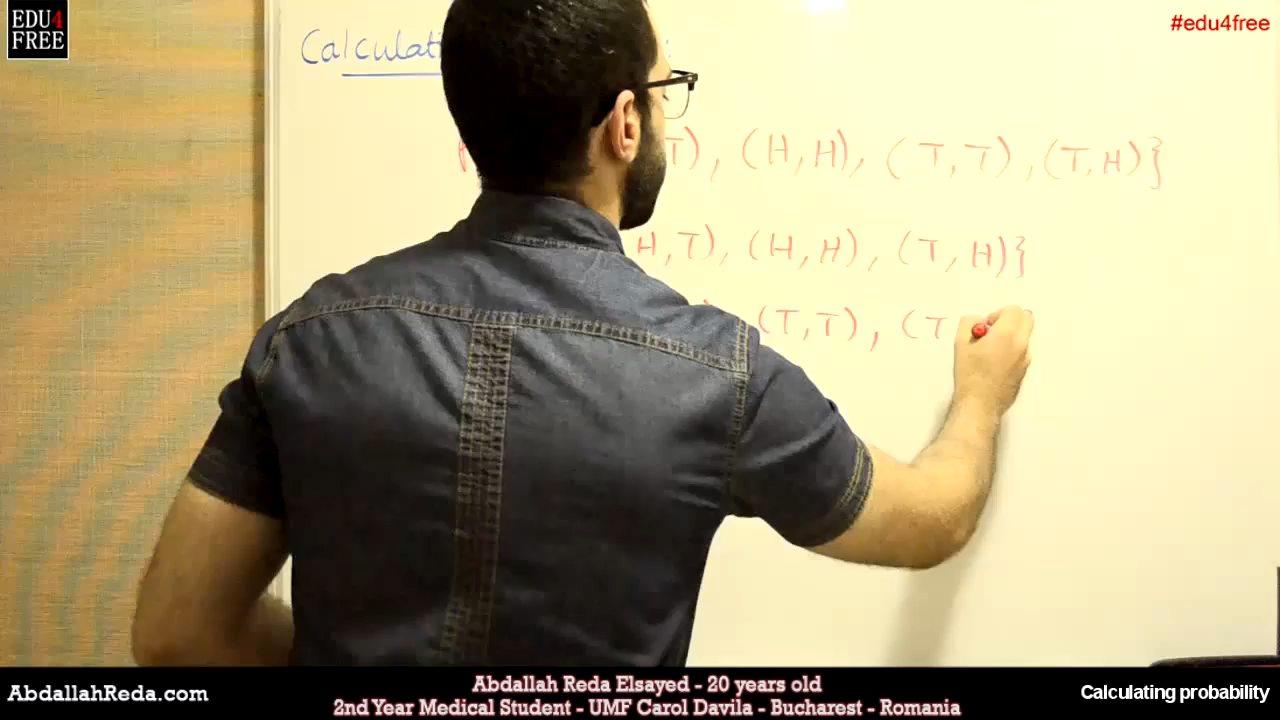 EDU4
FREE
#edu4free
Calculati
T), (H,H), (T,T), (T,H)}
H,T), (H,H), (T,H)}
(T,T), (T
AbdallahReda.com
Abdallah Reda Elsayed - 20 years old
2nd Year Medical Student - UMF Carol Davila - Bucharest - Romania
Calculating probability